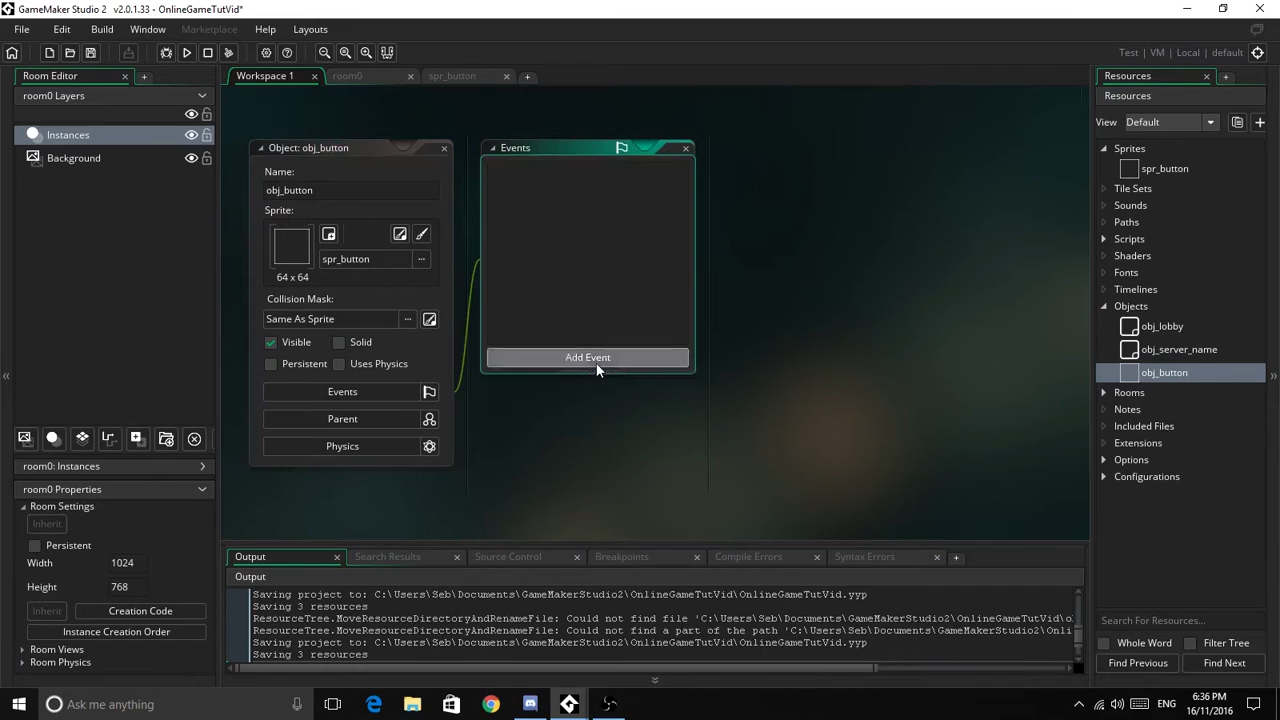 GameMaker Studio 2 v2.0.1.33 - OnlineGameTutVid*
File Edit Build Window Marketplace Help Layouts
Test | VM | Local | default
Room Editor
room0 Layers
Instances
Background
room0: Instances
room0 Properties
Room Settings
Inherit
Persistent
Width 1024
Height 768
Inherit Creation Code
Instance Creation Order
Room Views
Room Physics
Workspace 1 room0 spr_button
Object: obj_button
Name:
obj_button
Sprite:
spr_button
64 x 64
Collision Mask:
Same As Sprite
Visible Solid
Persistent Uses Physics
Events
Parent
Physics
Events
Add Event
Output Search Results Source Control Breakpoints Compile Errors Syntax Errors
Output
Saving project to: C:\Users\Seb\Documents\GameMakerStudio2\OnlineGameTutVid\OnlineGameTutVid.yyp
Saving 3 resources
ResourceTree.MoveResourceDirectoryAndRenameFile: Could not find file 'C:\Users\Seb\Documents\GameMakerStudio2\OnlineGameTutVid\o
ResourceTree.MoveResourceDirectoryAndRenameFile: Could not find a part of the path 'C:\Users\Seb\Documents\GameMakerStudio2\Onli
Saving project to: C:\Users\Seb\Documents\GameMakerStudio2\OnlineGameTutVid\OnlineGameTutVid.yyp
Saving 3 resources
Resources
Resources
View Default
Sprites
spr_button
Tile Sets
Sounds
Paths
Scripts
Shaders
Fonts
Timelines
Objects
obj_lobby
obj_server_name
obj_button
Rooms
Notes
Included Files
Extensions
Options
Configurations
Search For Resources...
Whole Word Filter Tree
Find Previous Find Next
Ask me anything
ENG
6:36 PM
16/11/2016